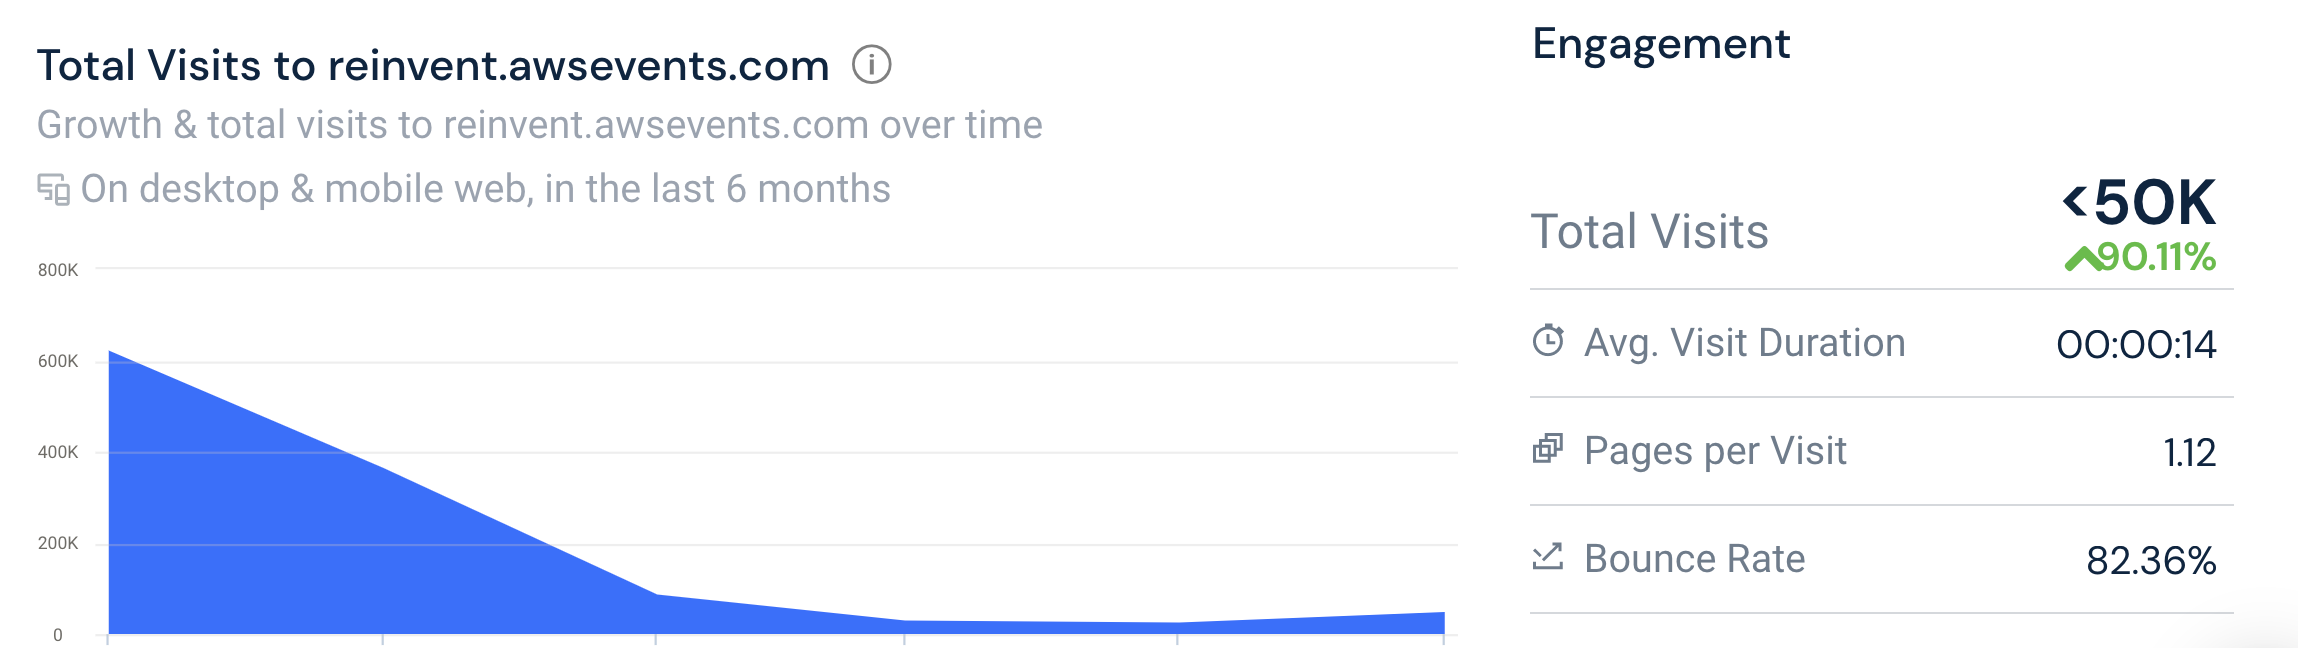 Total Visits to reinvent.awsevents.com
Growth & total visits to reinvent.awsevents.com over time
On desktop & mobile web, in the last 6 months
800K
600K
400K
200K
0
Engagement
Total Visits
<50K
90.11%
Avg. Visit Duration
00:00:14
Pages per Visit
1.12
Bounce Rate
82.36%